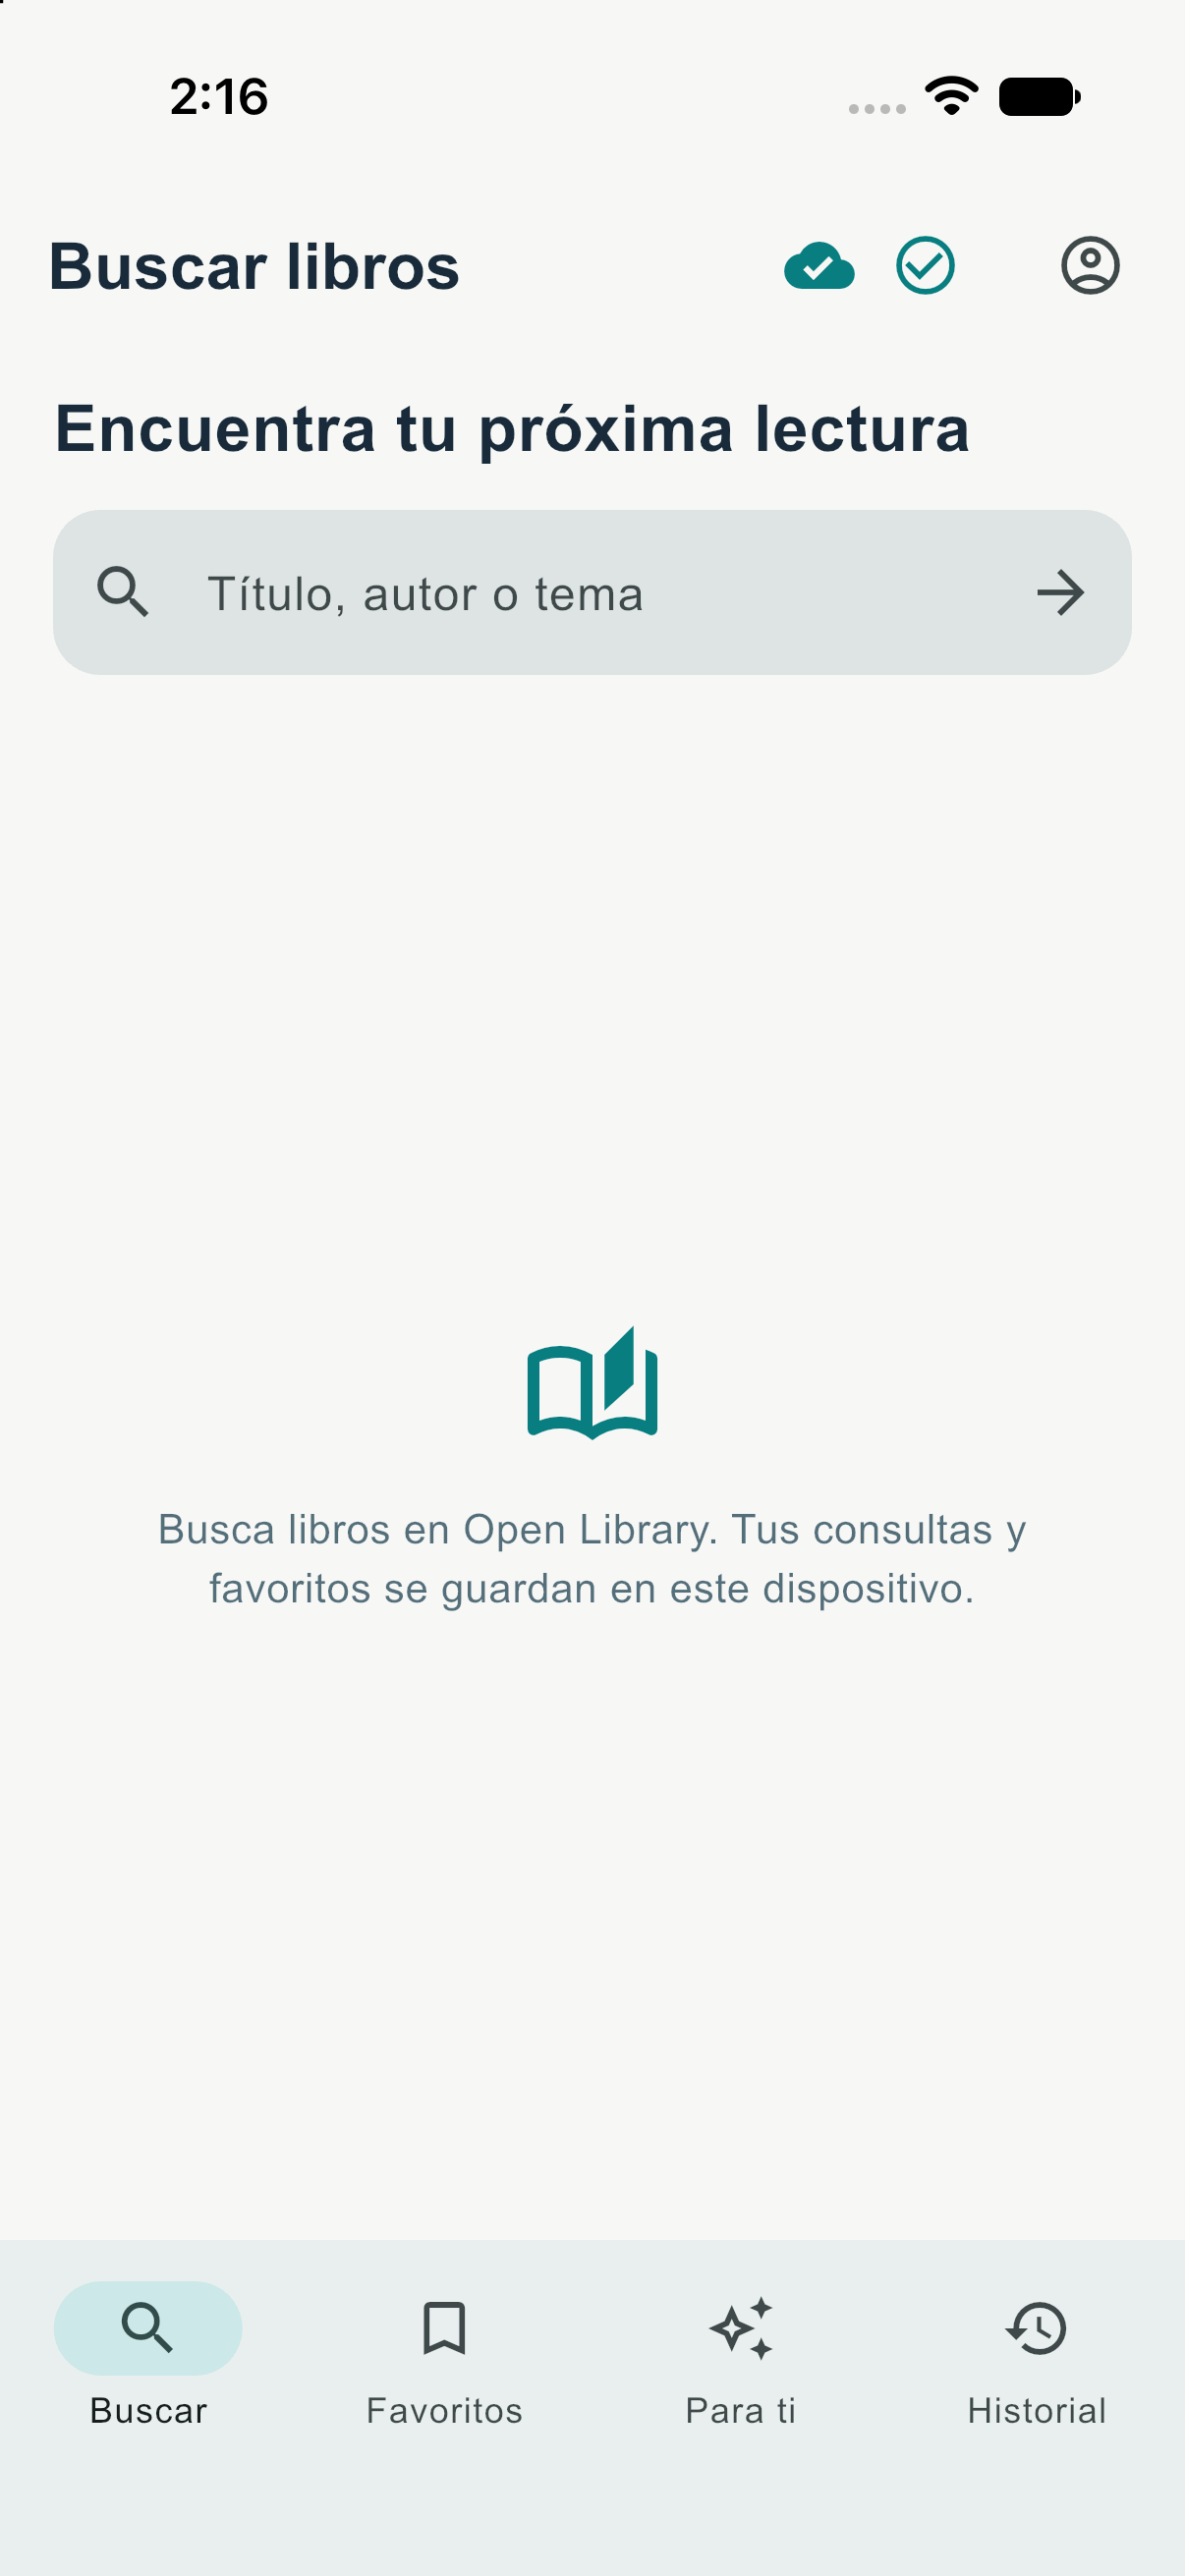 2:16
Buscar libros
Encuentra tu próxima lectura
Título, autor o tema
Busca libros en Open Library. Tus consultas y
favoritos se guardan en este dispositivo.
Buscar
Favoritos
Para ti
Historial